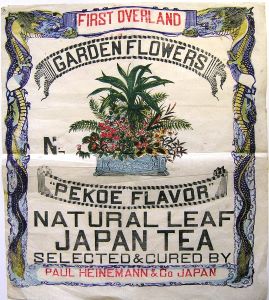 FIRST OVERLAND
GARDEN FLOWERS
No
PEKOE FLAVOR
NATURAL LEAF
JAPAN TEA
SELECTED & CURED BY
PAUL HEINEMANN & Co JAPAN